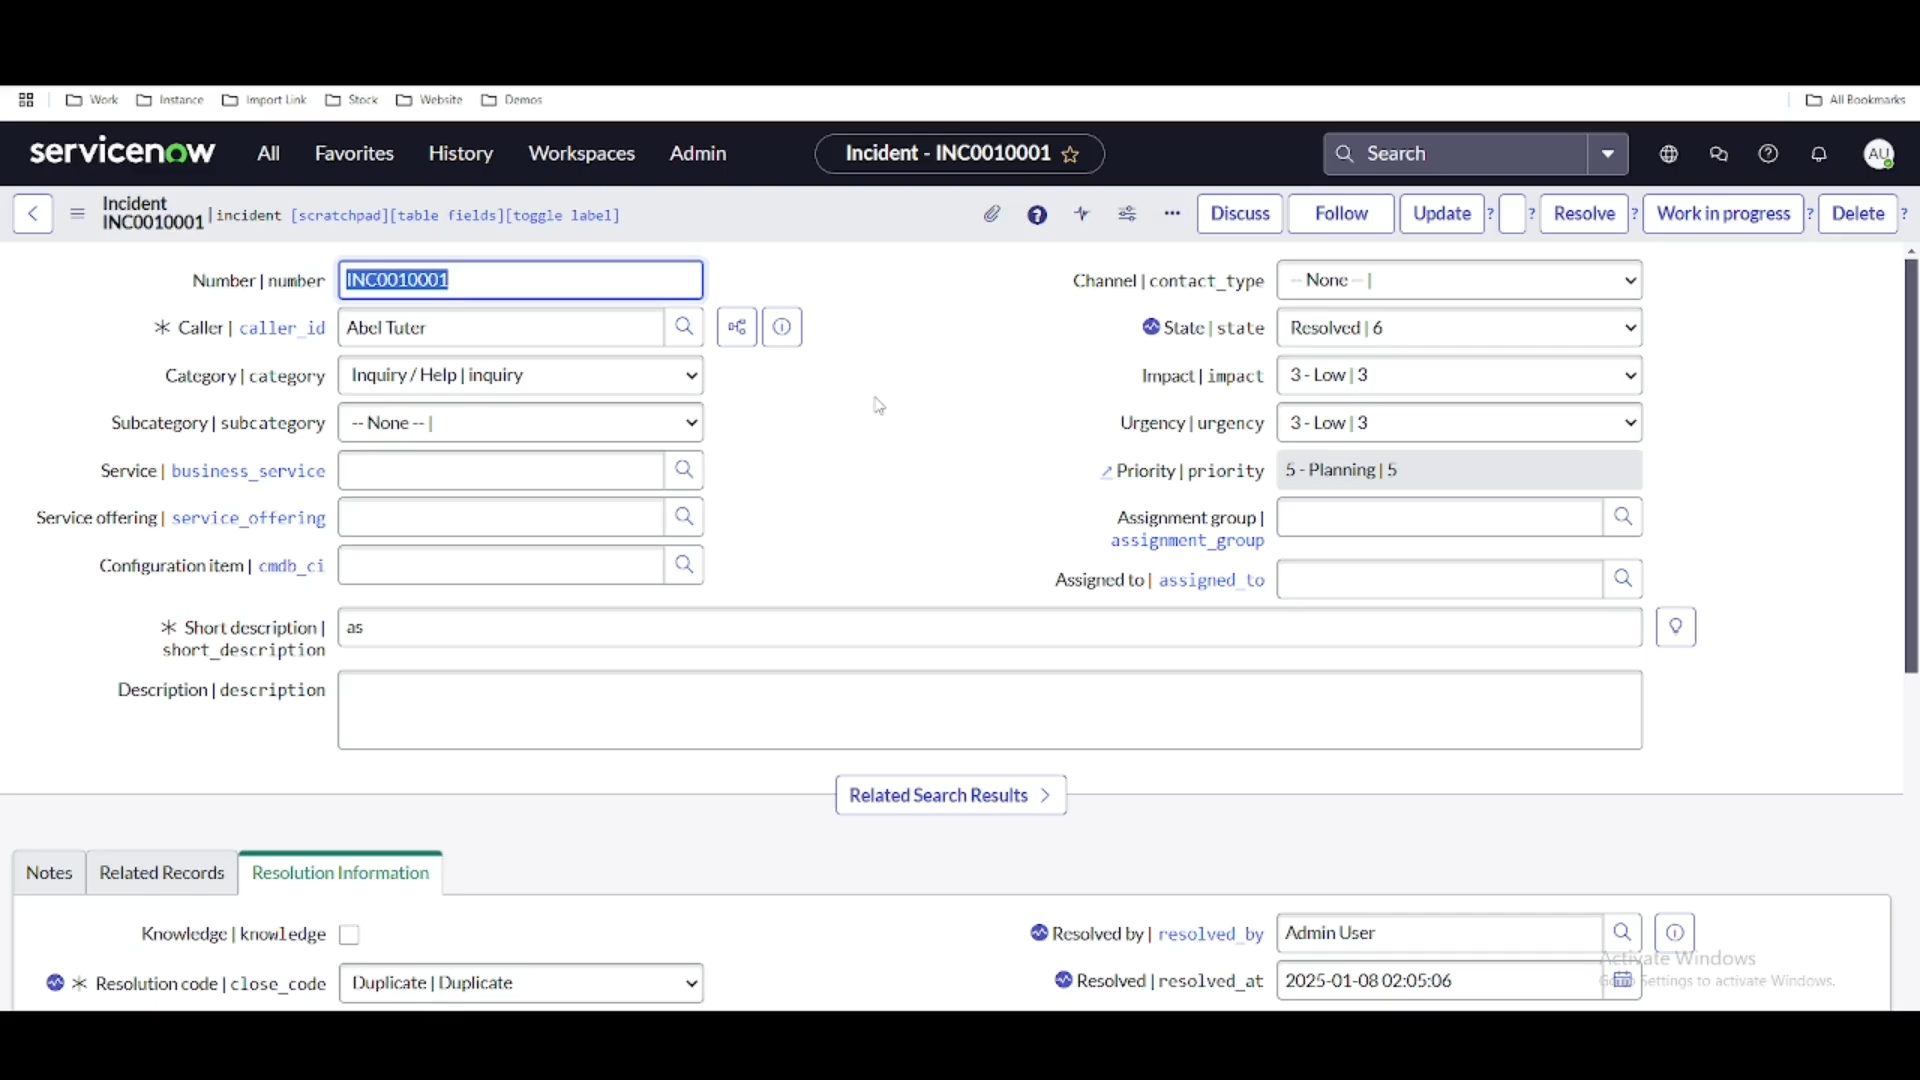 Work Instance Import Link Stock Website Demos All Bookmarks
servicenow All Favorites History Workspaces Admin Incident - INC0010001 Search AU
Incident
INC0010001 | incident [scratchpad][table fields][toggle label] Discuss Follow Update ? ? Resolve ? Work in progress ? Delete ?
Number | number INC0010001 Channel | contact_type -- None -- |
* Caller | caller_id Abel Tuter State | state Resolved | 6
Category | category Inquiry / Help | inquiry Impact | impact 3 - Low | 3
Subcategory | subcategory -- None -- | Urgency | urgency 3 - Low | 3
Service | business_service Priority | priority 5 - Planning | 5
Service offering | service_offering Assignment group |
assignment_group
Configuration item | cmdb_ci Assigned to | assigned_to
* Short description | as
short_description
Description | description
Related Search Results
Notes Related Records Resolution Information
Knowledge | knowledge Resolved by | resolved_by Admin User
Activate Windows
* Resolution code | close_code Duplicate | Duplicate Resolved | resolved_at 2025-01-08 02:05:06
Settings to activate Windows.